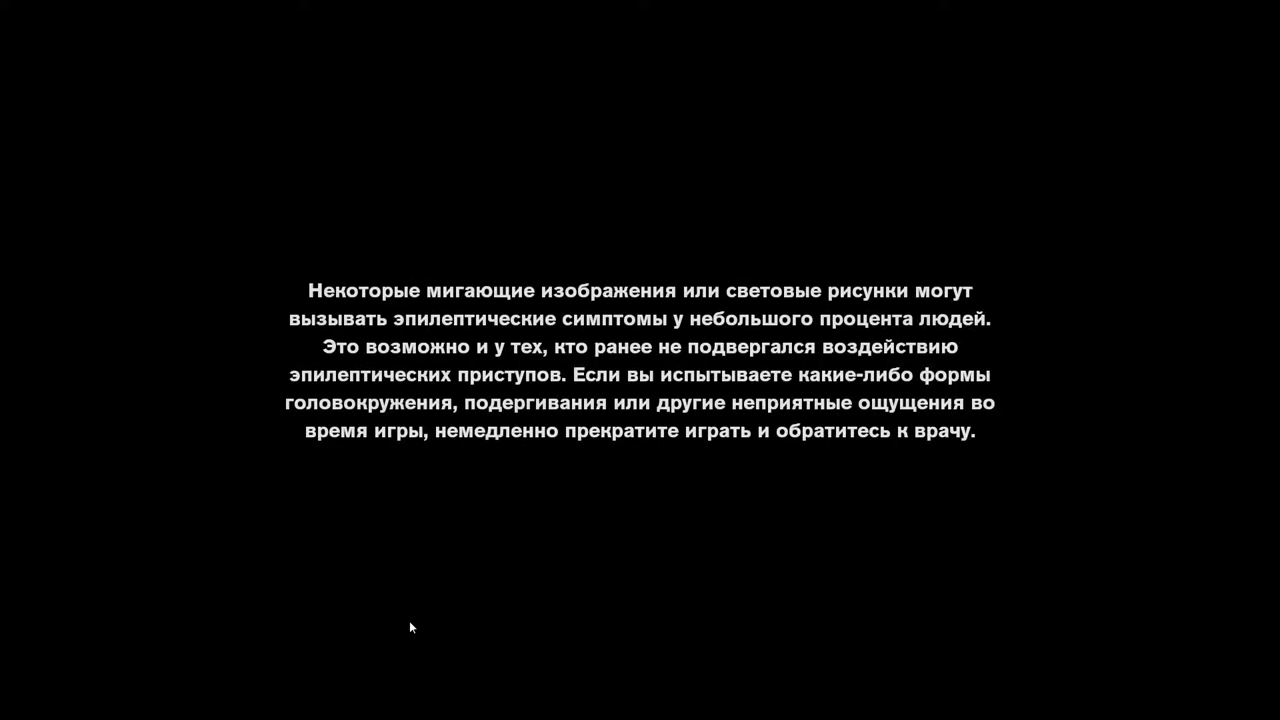 Некоторые мигающие изображения или световые рисунки могут
вызывать эпилептические симптомы у небольшого процента людей.
Это возможно и у тех, кто ранее не подвергался воздействию
эпилептических приступов. Если вы испытываете какие-либо формы
головокружения, подергивания или другие неприятные ощущения во
время игры, немедленно прекратите играть и обратитесь к врачу.